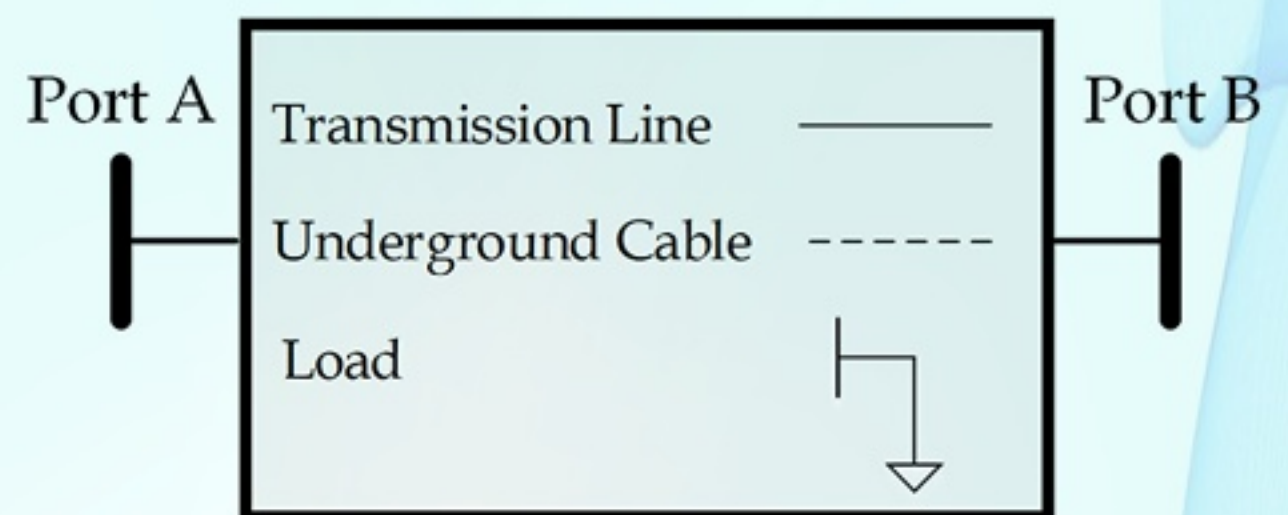 Port A
Transmission Line
Port B
Underground Cable
Load